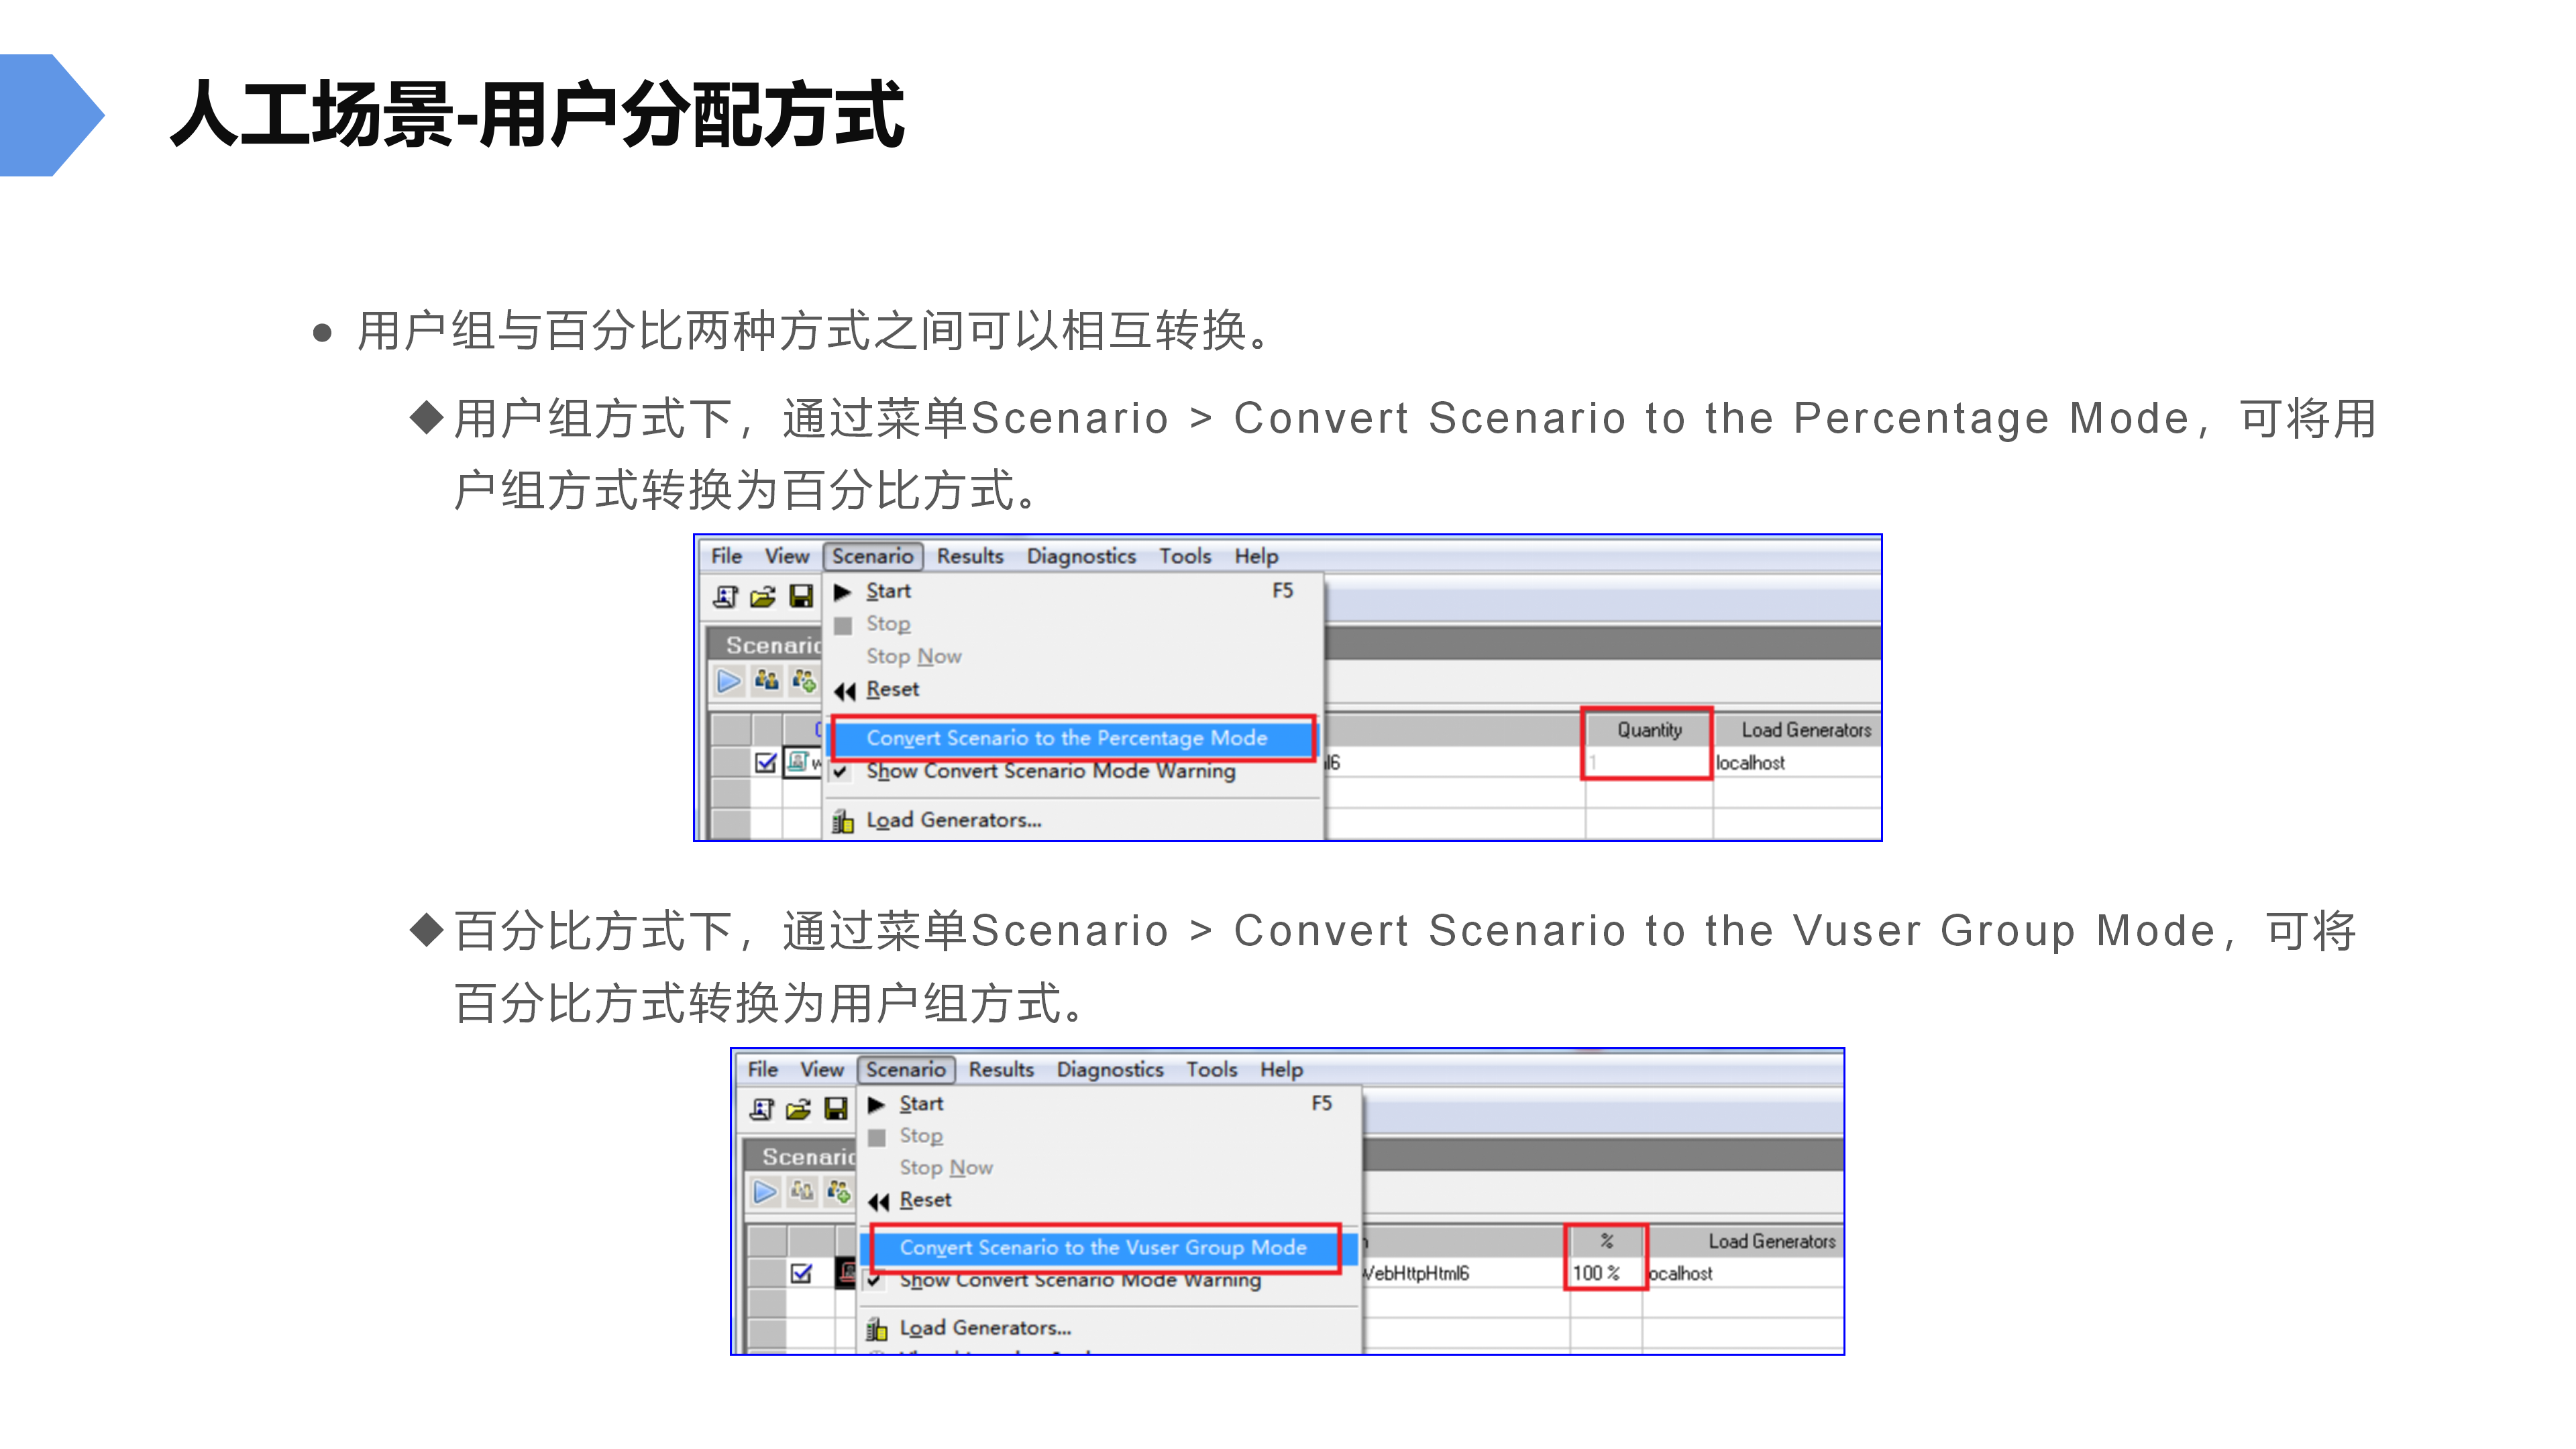 人工场景-用户分配方式
● 用户组与百分比两种方式之间可以相互转换。
◆用户组方式下，通过菜单Scenario > Convert Scenario to the Percentage Mode，可将用
户组方式转换为百分比方式。
File View Scenario Results Diagnostics Tools Help
Start F5
Stop
Scenario
Stop Now
Reset
Quantity Load Generators
Convert Scenario to the Percentage Mode
1 localhost
Show Convert Scenario Mode Warning
Load Generators...
◆百分比方式下，通过菜单Scenario > Convert Scenario to the Vuser Group Mode，可将
百分比方式转换为用户组方式。
File View Scenario Results Diagnostics Tools Help
Start F5
Stop
Scenario
Stop Now
Reset
% Load Generators
Convert Scenario to the Vuser Group Mode
WebHttpHtml6 100 % localhost
Show Convert Scenario Mode Warning
Load Generators...